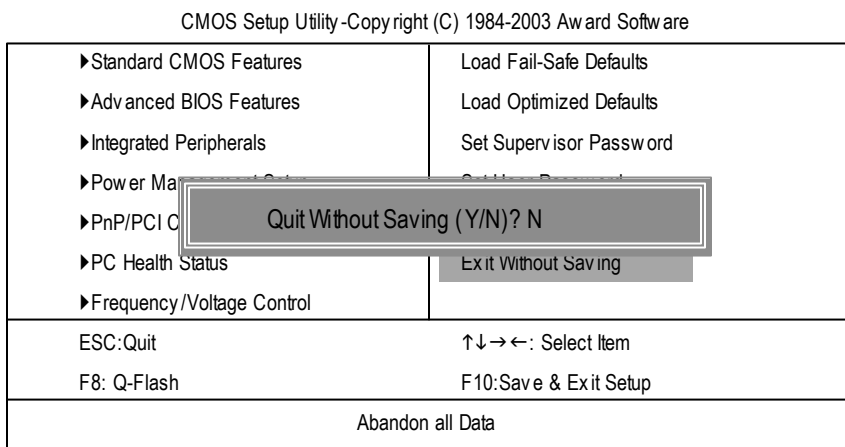 CMOS Setup Utility-Copyright (C) 1984-2003 Award Software
▶Standard CMOS Features
Load Fail-Safe Defaults
▶Advanced BIOS Features
Load Optimized Defaults
▶Integrated Peripherals
Set Supervisor Password
▶Power
▶PnP/PCI
Quit Without Saving (Y/N)? N
▶PC Health Status
Exit Without Saving
▶Frequency/Voltage Control
ESC:Quit
↑↓→←: Select Item
F8: Q-Flash
F10:Save & Exit Setup
Abandon all Data